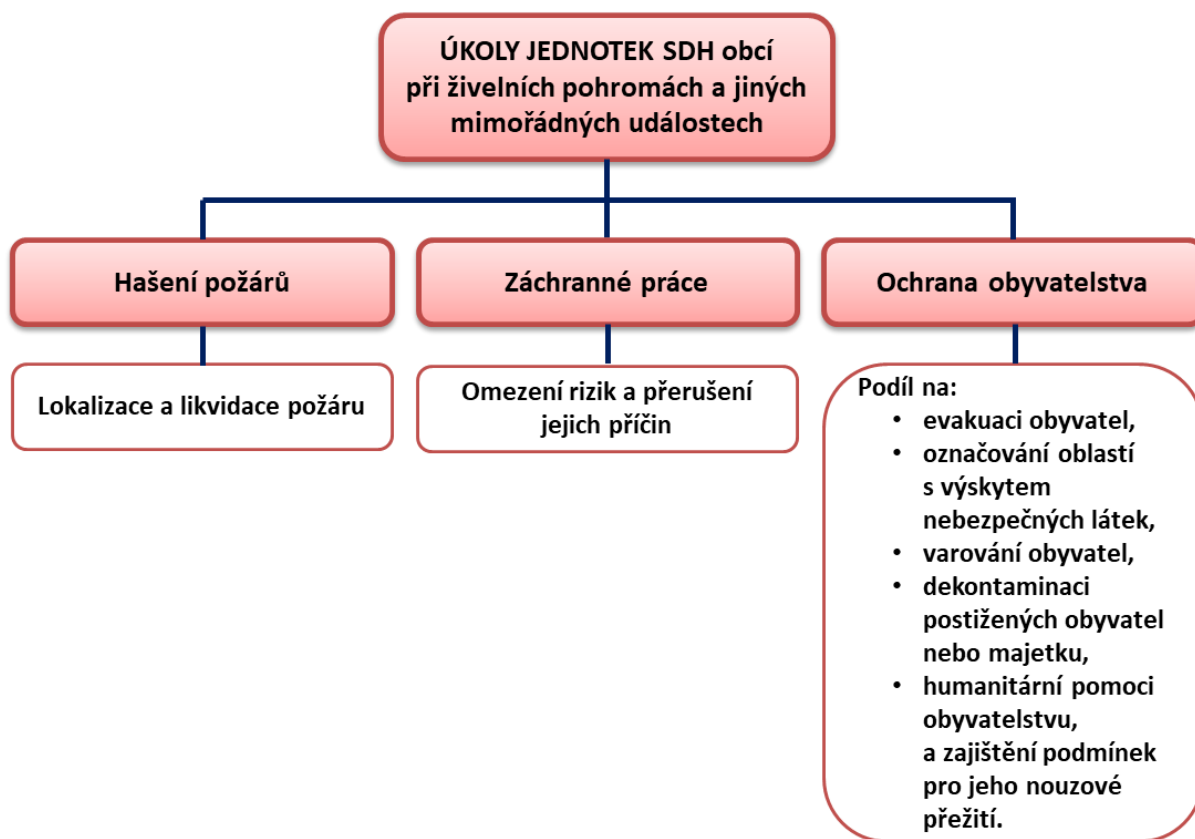 ÚKOLY JEDNOTEK SDH obcí
při živelních pohromách a jiných
mimořádných událostech
Hašení požárů
Záchranné práce
Ochrana obyvatelstva
Lokalizace a likvidace požáru
Omezení rizik a přerušení
jejich příčin
Podíl na:
• evakuaci obyvatel,
• označování oblastí
s výskytem
nebezpečných látek,
• varování obyvatel,
• dekontaminaci
postižených obyvatel
nebo majetku,
• humanitární pomoci
obyvatelstvu,
a zajištění podmínek
pro jeho nouzové
přežití.